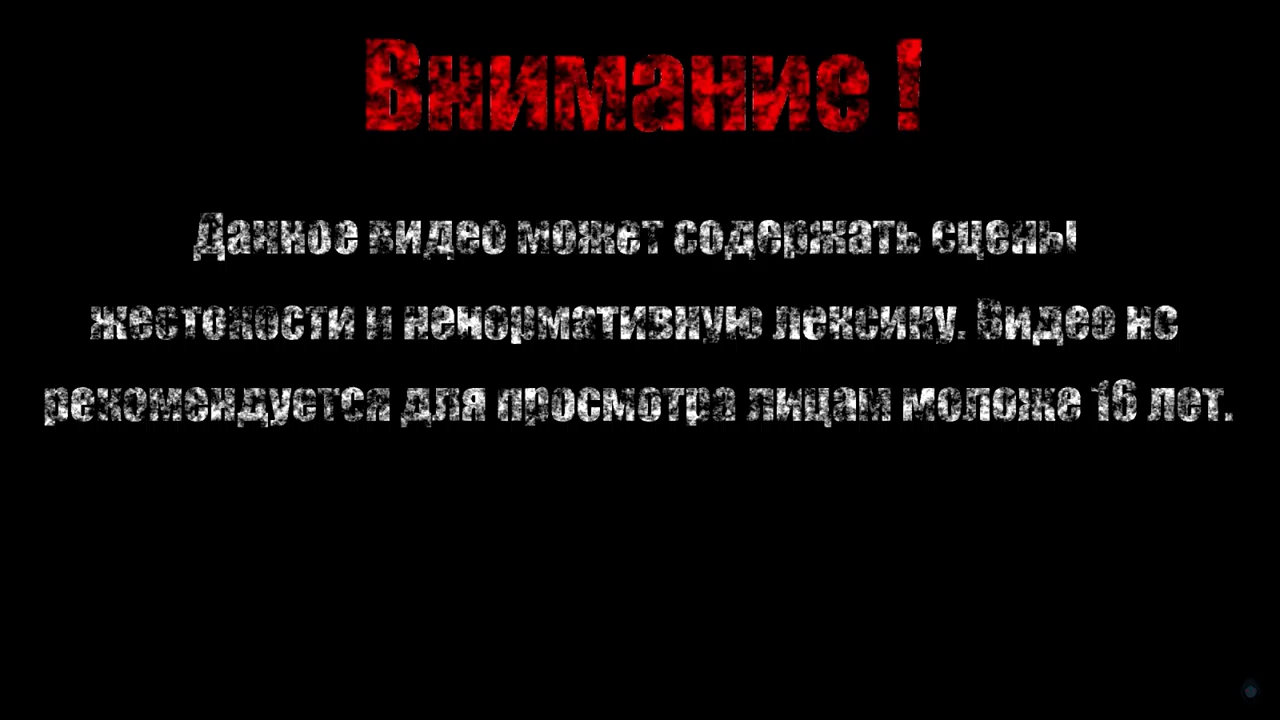 Внимание !
Данное видео может содержать сцены
жестокости и ненормативную лексику. Видео не
рекомендуется для просмотра лицам моложе 16 лет.